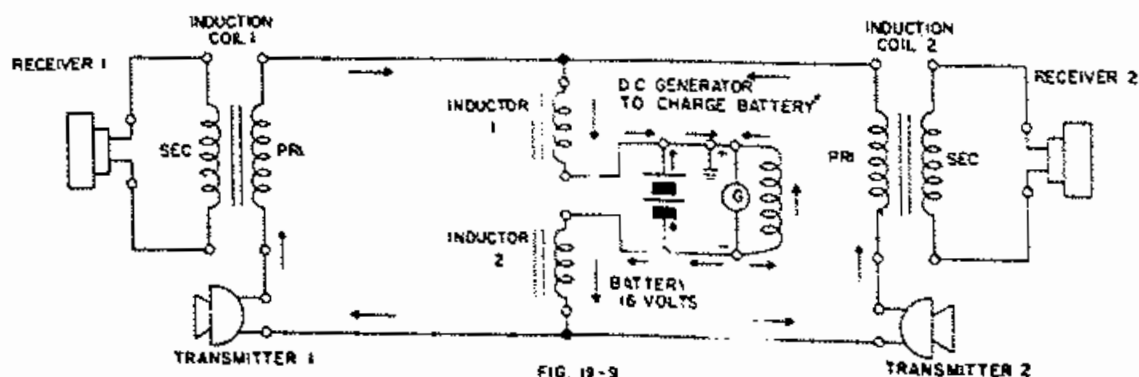 INDUCTION
COIL 1
RECEIVER 1
SEC
PRI.
TRANSMITTER 1
INDUCTOR
1
INDUCTOR
2
D.C GENERATOR
TO CHARGE BATTERY*
+
G
-
BATTERY
16 VOLTS
INDUCTION
COIL 2
RECEIVER 2
PRI
SEC
TRANSMITTER 2
FIG. 19-9